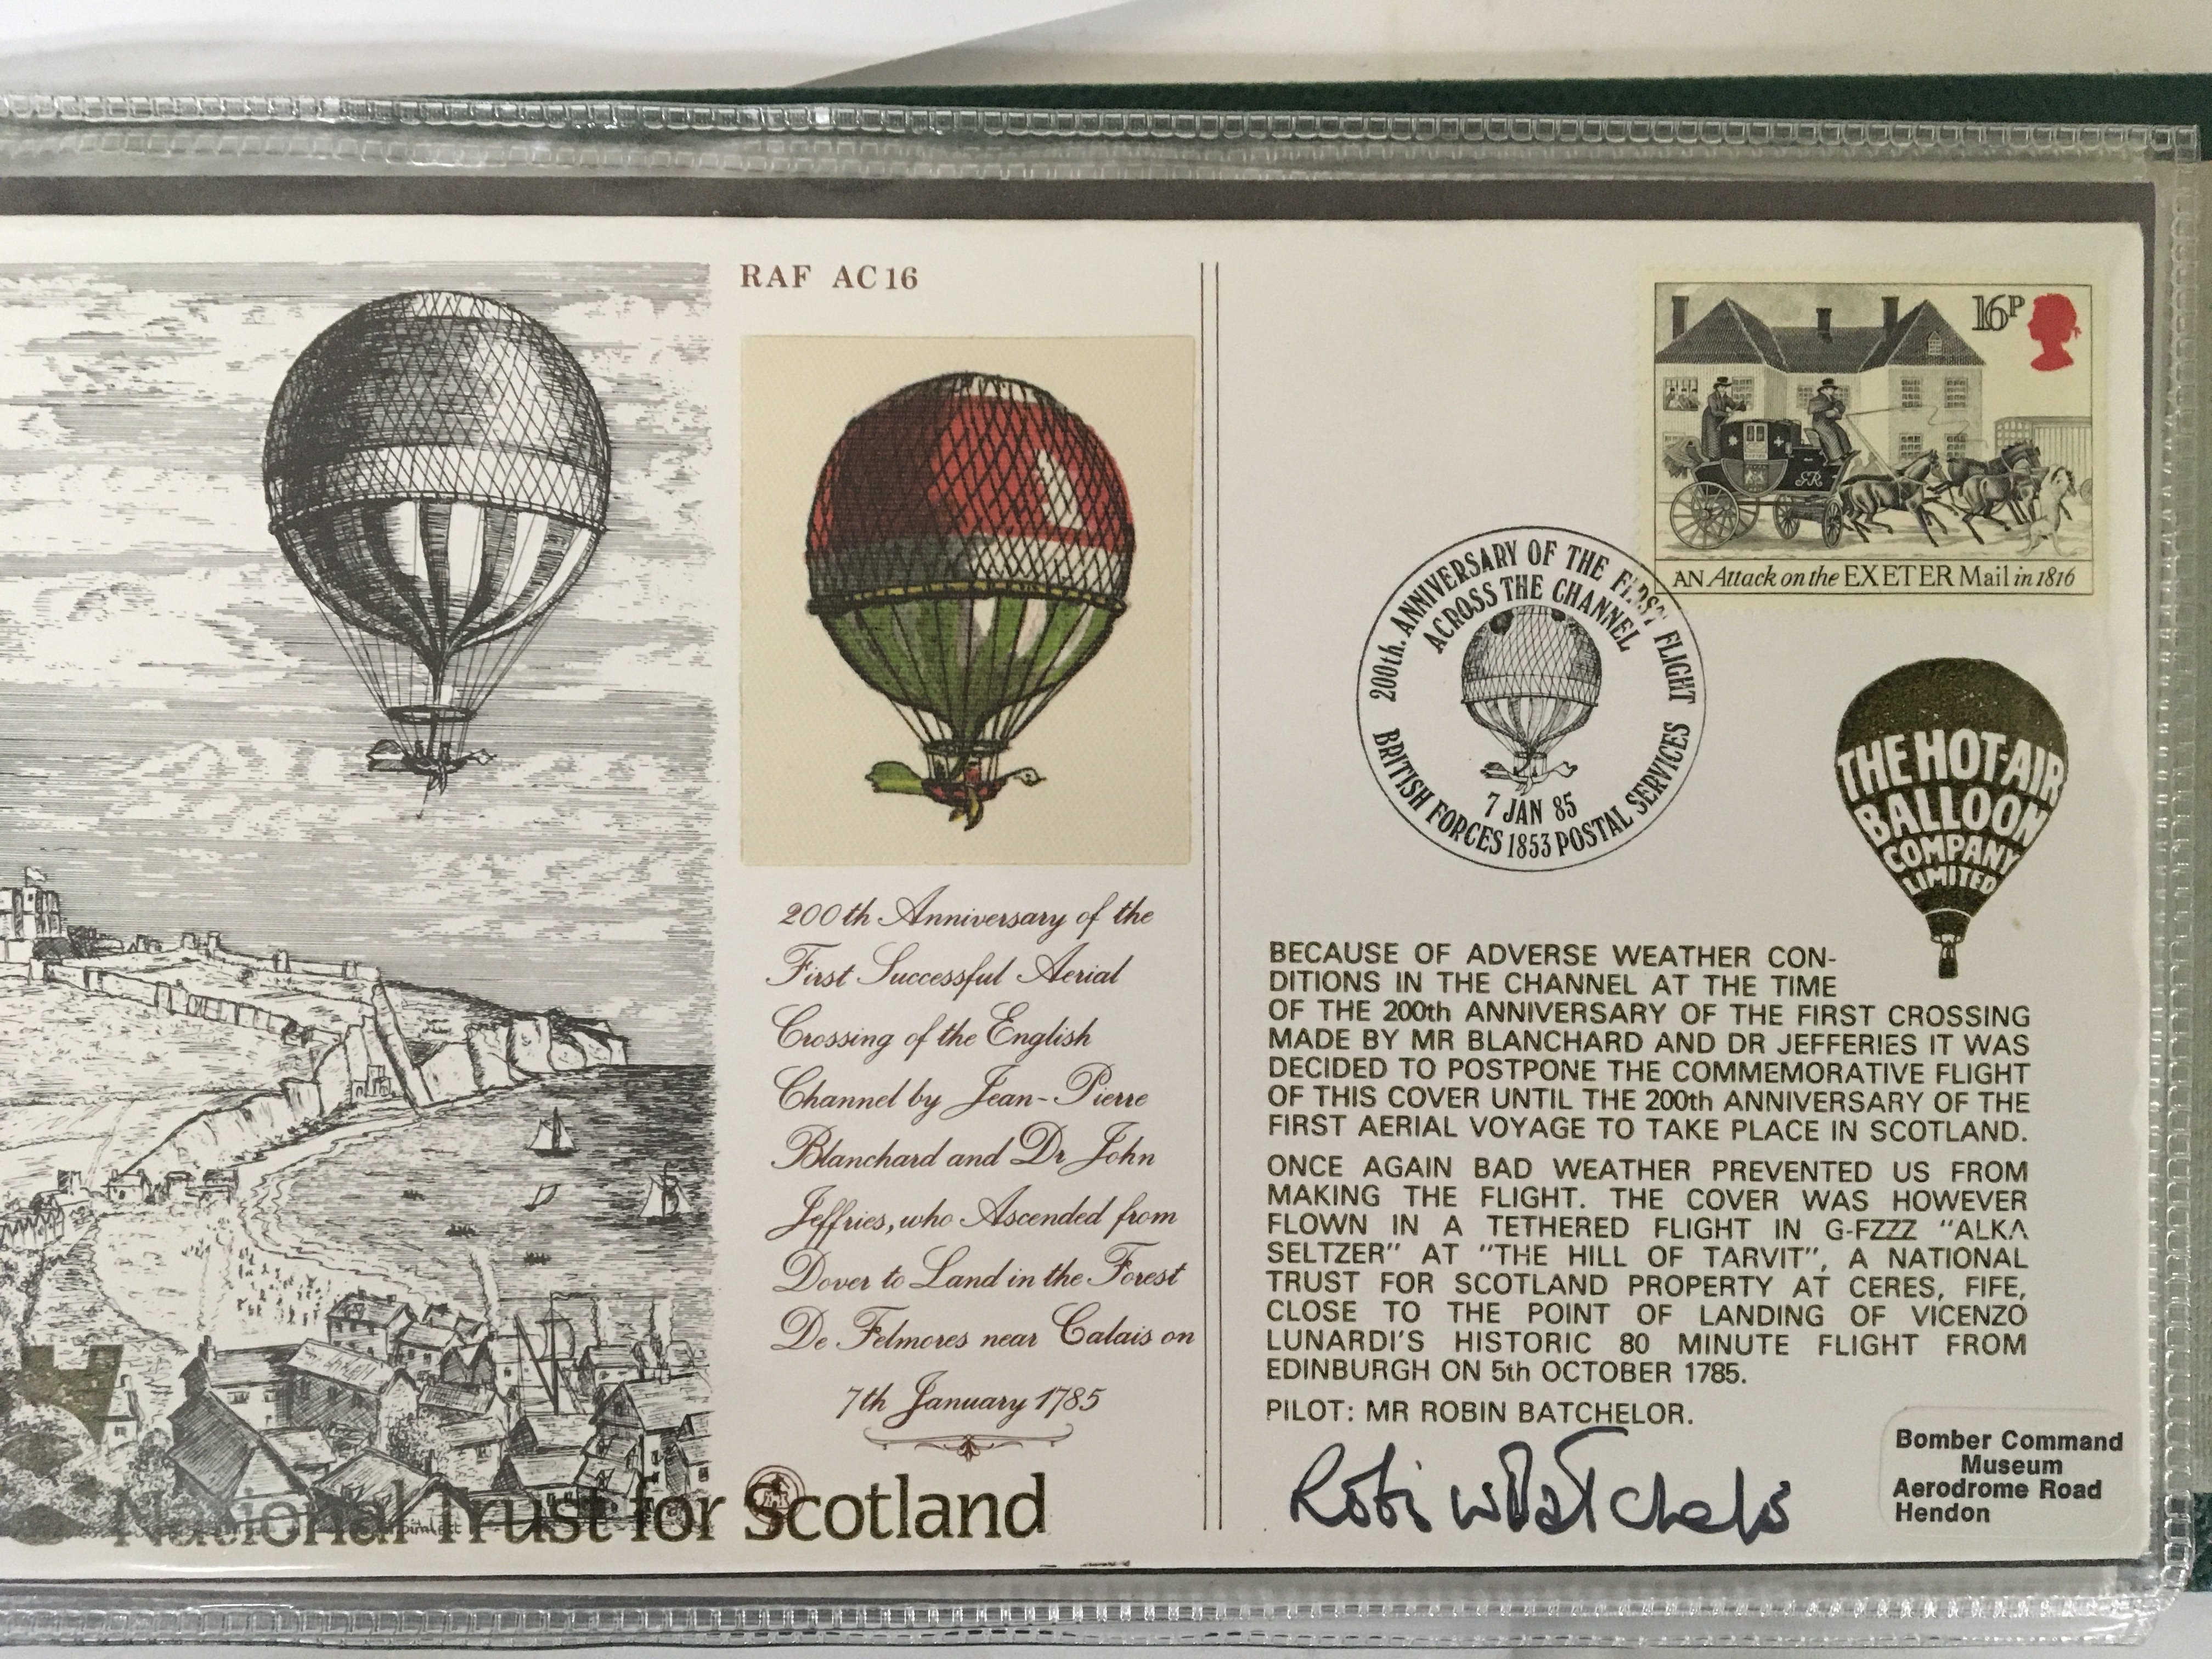 RAF AC16
200th Anniversary of the
First Successful Aerial
Crossing of the English
Channel by Jean-Pierre
Blanchard and Dr John
Jeffries, who Ascended from
Dover to Land in the Forest
De Felmores near Calais on
7th January 1785
National Trust for Scotland
16P
GR
AN Attack on the EXETER Mail in 1816
200th. ANNIVERSARY OF THE FIRST FLIGHT
ACROSS THE CHANNEL
7 JAN 85
BRITISH FORCES 1853 POSTAL SERVICES
THE HOT-AIR
BALLOON
COMPANY
LIMITED
BECAUSE OF ADVERSE WEATHER CON-
DITIONS IN THE CHANNEL AT THE TIME
OF THE 200th ANNIVERSARY OF THE FIRST CROSSING
MADE BY MR BLANCHARD AND DR JEFFERIES IT WAS
DECIDED TO POSTPONE THE COMMEMORATIVE FLIGHT
OF THIS COVER UNTIL THE 200th ANNIVERSARY OF THE
FIRST AERIAL VOYAGE TO TAKE PLACE IN SCOTLAND.
ONCE AGAIN BAD WEATHER PREVENTED US FROM
MAKING THE FLIGHT. THE COVER WAS HOWEVER
FLOWN IN A TETHERED FLIGHT IN G-FZZZ "ALKA
SELTZER" AT "THE HILL OF TARVIT", A NATIONAL
TRUST FOR SCOTLAND PROPERTY AT CERES, FIFE,
CLOSE TO THE POINT OF LANDING OF VICENZO
LUNARDI'S HISTORIC 80 MINUTE FLIGHT FROM
EDINBURGH ON 5th OCTOBER 1785.
PILOT: MR ROBIN BATCHELOR.
Robin Batchelor
Bomber Command
Museum
Aerodrome Road
Hendon